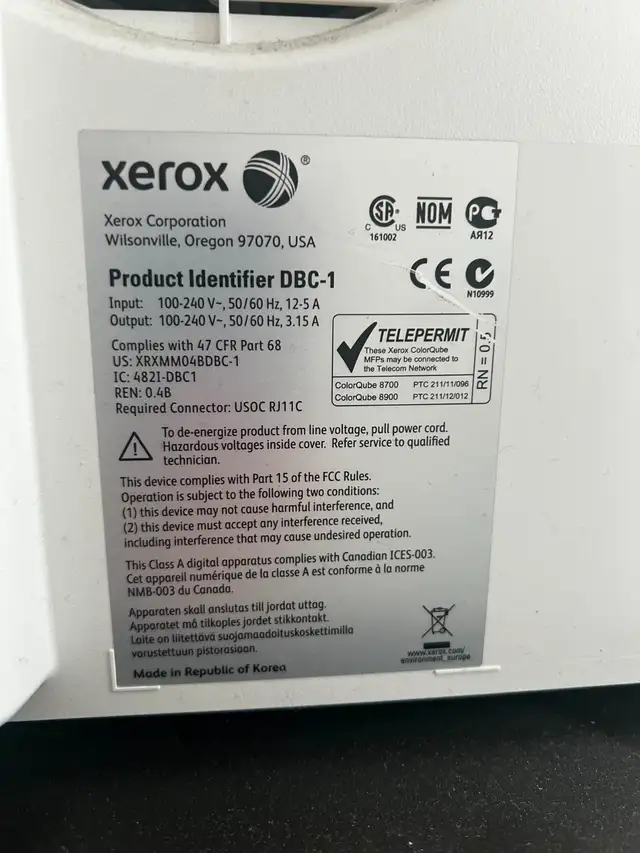 xerox ®
Xerox Corporation
Wilsonville, Oregon 97070, USA
C SA US
161002
NOM
PCT
АЯ12
CE
N10999
Product Identifier DBC-1
Input: 100-240 V~, 50/60 Hz, 12-5 A
Output: 100-240 V~, 50/60 Hz, 3.15 A
Complies with 47 CFR Part 68
US: XRXMM04BDBC-1
IC: 482I-DBC1
REN: 0.4B
Required Connector: USOC RJ11C
TELEPERMIT
These Xerox ColorQube
MFPs may be connected to
the Telecom Network
ColorQube 8700 PTC 211/11/096
ColorQube 8900 PTC 211/12/012
RN = 0.5
To de-energize product from line voltage, pull power cord.
Hazardous voltages inside cover. Refer service to qualified
technician.
This device complies with Part 15 of the FCC Rules.
Operation is subject to the following two conditions:
(1) this device may not cause harmful interference, and
(2) this device must accept any interference received,
including interference that may cause undesired operation.
This Class A digital apparatus complies with Canadian ICES-003.
Cet appareil numérique de la classe A est conforme à la norme
NMB-003 du Canada.
Apparaten skall anslutas till jordat uttag.
Apparatet må tilkoples jordet stikkontakt.
Laite on liitettävä suojamaadoituskoskettimilla
varustettuun pistorasiaan.
www.xerox.com/
environment_europe
Made in Republic of Korea